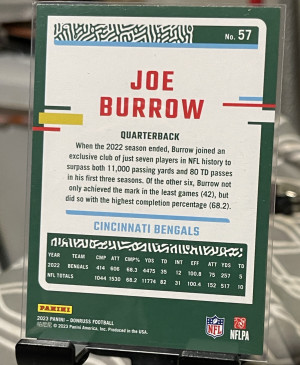 No. 57
JOE
BURROW
QUARTERBACK
When the 2022 season ended, Burrow joined an
exclusive club of just seven players in NFL history to
surpass both 11,000 passing yards and 80 TD passes
in his first three seasons. Of the other six, Burrow not
only achieved the mark in the least games (42), but
did so with the highest completion percentage (68.2).
CINCINNATI BENGALS
YEAR TEAM CMP ATT CMP% YDS TD INT EFF ATT YDS TD
2022 BENGALS 414 606 68.3 4475 35 12 100.8 75 257 5
NFL TOTALS 1044 1530 68.2 11774 82 31 100.4 152 517 10
PANINI
2023 PANINI - DONRUSS FOOTBALL
© 2023 Panini America, Inc. Produced in the USA.
NFL
NFLPA